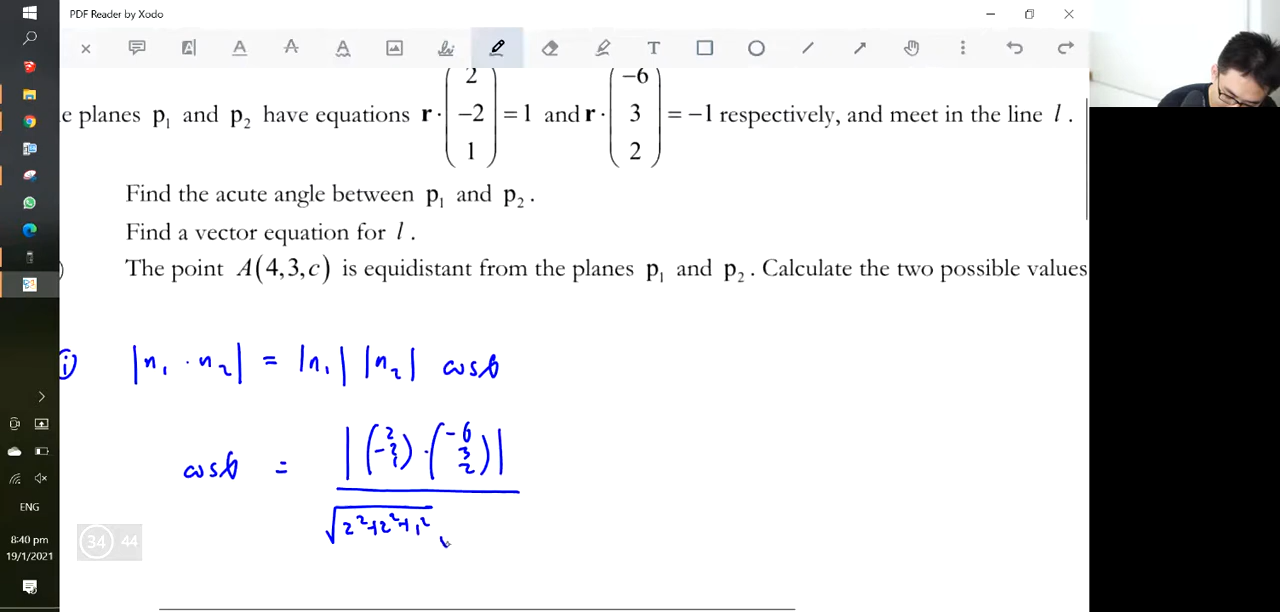 PDF Reader by Xodo
e planes p₁ and p₂ have equations r · ( 2 −2 1 ) = 1 and r · ( −6 3 2 ) = −1 respectively, and meet in the line l .
Find the acute angle between p₁ and p₂ .
Find a vector equation for l .
) The point A(4,3,c) is equidistant from the planes p₁ and p₂ . Calculate the two possible values
i |n₁ · n₂| = |n₁| |n₂| cosθ
cosθ = |( 2 −2 1 ) · ( −6 3 2 )|
√2²+2²+1²
ENG
8:40 pm
19/1/2021
34 44